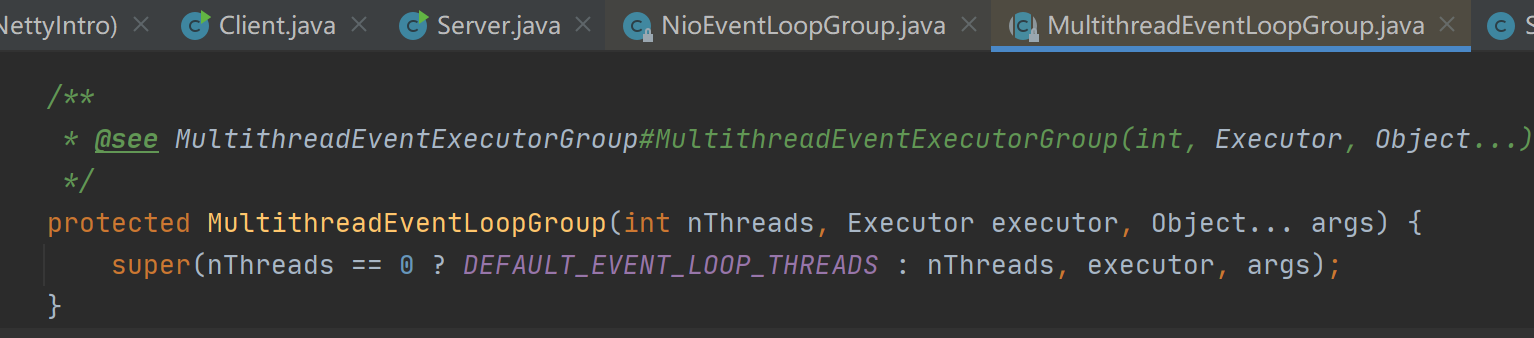 NettyIntro) × C Client.java × C Server.java × C NioEventLoopGroup.java × C MultithreadEventLoopGroup.java × C S
/**
 * @see MultithreadEventExecutorGroup#MultithreadEventExecutorGroup(int, Executor, Object...)
 */
protected MultithreadEventLoopGroup(int nThreads, Executor executor, Object... args) {
    super(nThreads == 0 ? DEFAULT_EVENT_LOOP_THREADS : nThreads, executor, args);
}